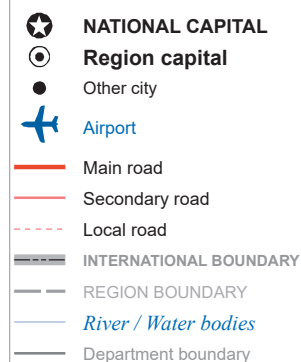 NATIONAL CAPITAL
Region capital
Other city
Airport
Main road
Secondary road
Local road
INTERNATIONAL BOUNDARY
REGION BOUNDARY
River / Water bodies
Department boundary